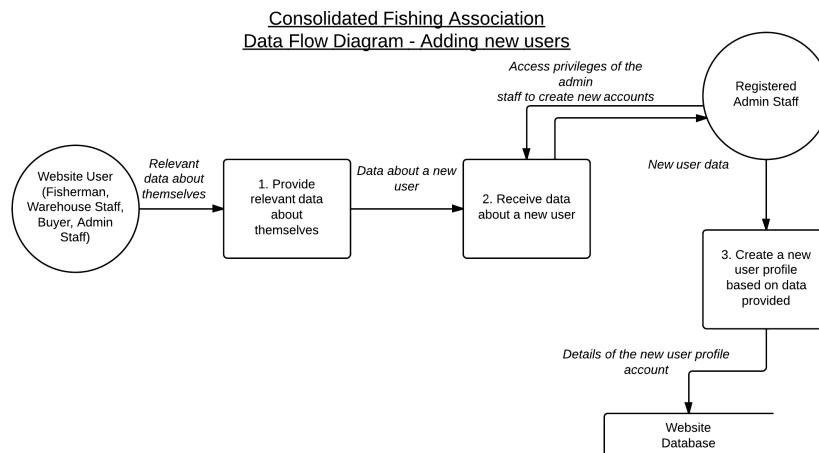 Consolidated Fishing Association
Data Flow Diagram - Adding new users
Access privileges of the
admin
staff to create new accounts
Registered
Admin Staff
Website User
(Fisherman,
Warehouse Staff,
Buyer, Admin
Staff)
Relevant
data about
themselves
1. Provide
relevant data
about
themselves
Data about a new
user
2. Receive data
about a new user
New user data
3. Create a new
user profile
based on data
provided
Details of the new user profile
account
Website
Database